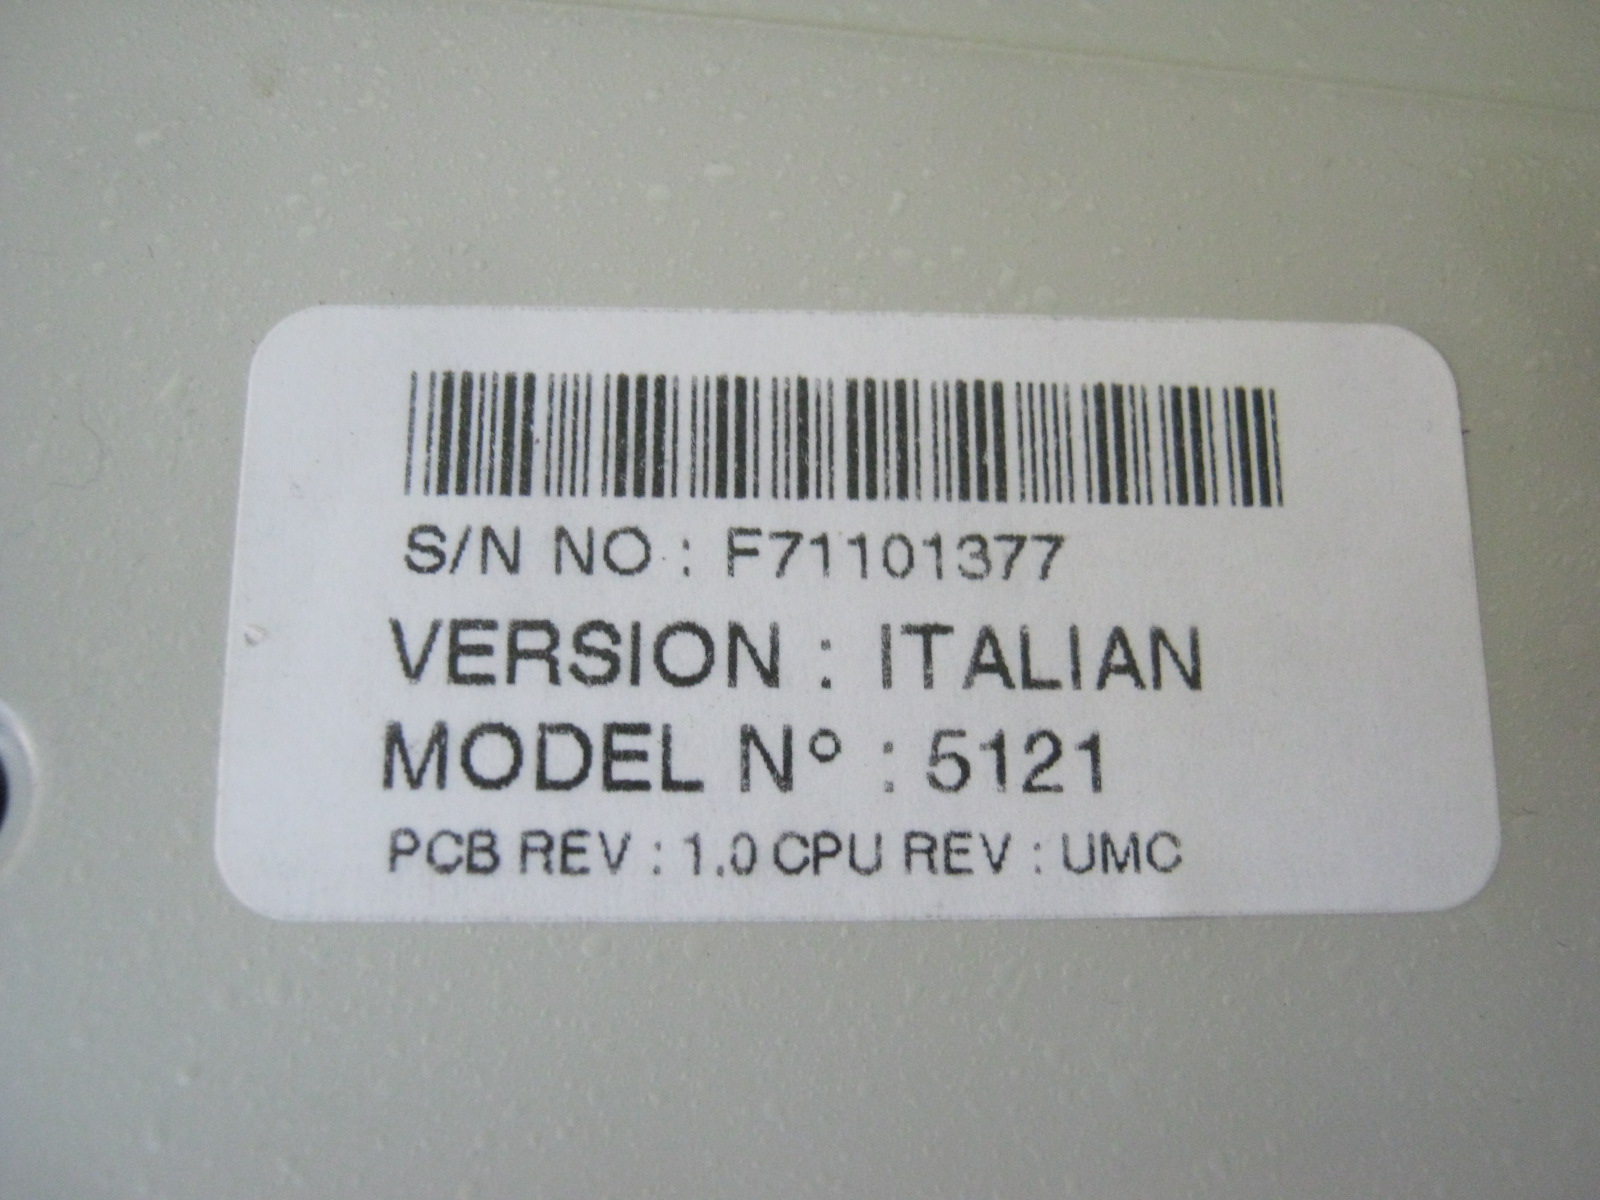 S/N NO : F71101377
VERSION : ITALIAN
MODEL N° : 5121
PCB REV : 1.0 CPU REV : UMC